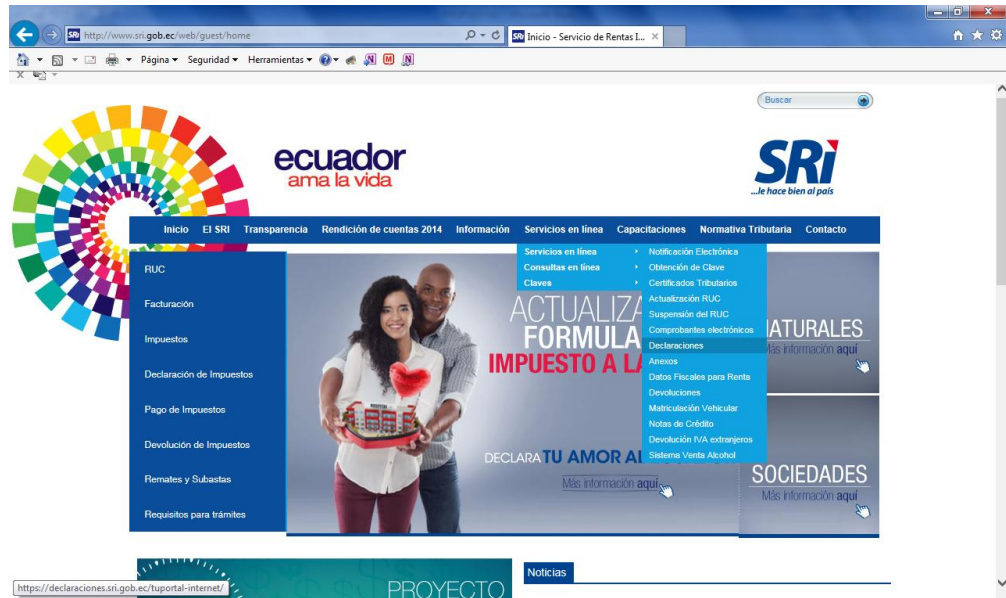 http://www.sri.gob.ec/web/guest/home
SRi Inicio - Servicio de Rentas I...
Página Seguridad Herramientas
Buscar
ecuador
ama la vida
SRi
...le hace bien al país
Inicio El SRI Transparencia Rendición de cuentas 2014 Información Servicios en línea Capacitaciones Normativa Tributaria Contacto
RUC
Facturación
Impuestos
Declaración de Impuestos
Pago de Impuestos
Devolución de Impuestos
Remates y Subastas
Requisitos para trámites
Servicios en línea
Consultas en línea
Claves
Notificación Electrónica
Obtención de Clave
Certificados Tributarios
Actualización RUC
Suspensión del RUC
Comprobantes electrónicos
Declaraciones
Anexos
Datos Fiscales para Renta
Devoluciones
Matriculación Vehicular
Notas de Crédito
Devolución IVA extranjeros
Sistema Venta Alcohol
ACTUALIZA
FORMULA
IMPUESTO A LA
DECLARA TU AMOR AL
Más información aquí
NATURALES
Más información aquí
SOCIEDADES
Más información aquí
PROYECTO
Noticias
https://declaraciones.sri.gob.ec/tuportal-internet/